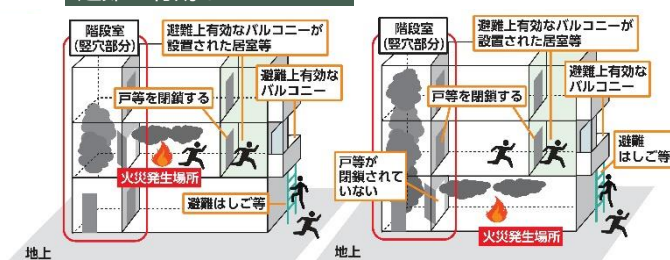 階段室
(竪穴部分)
避難上有効なバルコニーが
設置された居室等
避難上有効な
バルコニー
戸等を閉鎖する
火災発生場所
避難はしご等
地上
階段室
(竪穴部分)
避難上有効なバルコニーが
設置された居室等
避難上有効な
バルコニー
戸等を閉鎖する
避難
はしご等
戸等が
閉鎖されて
いない
火災発生場所
地上